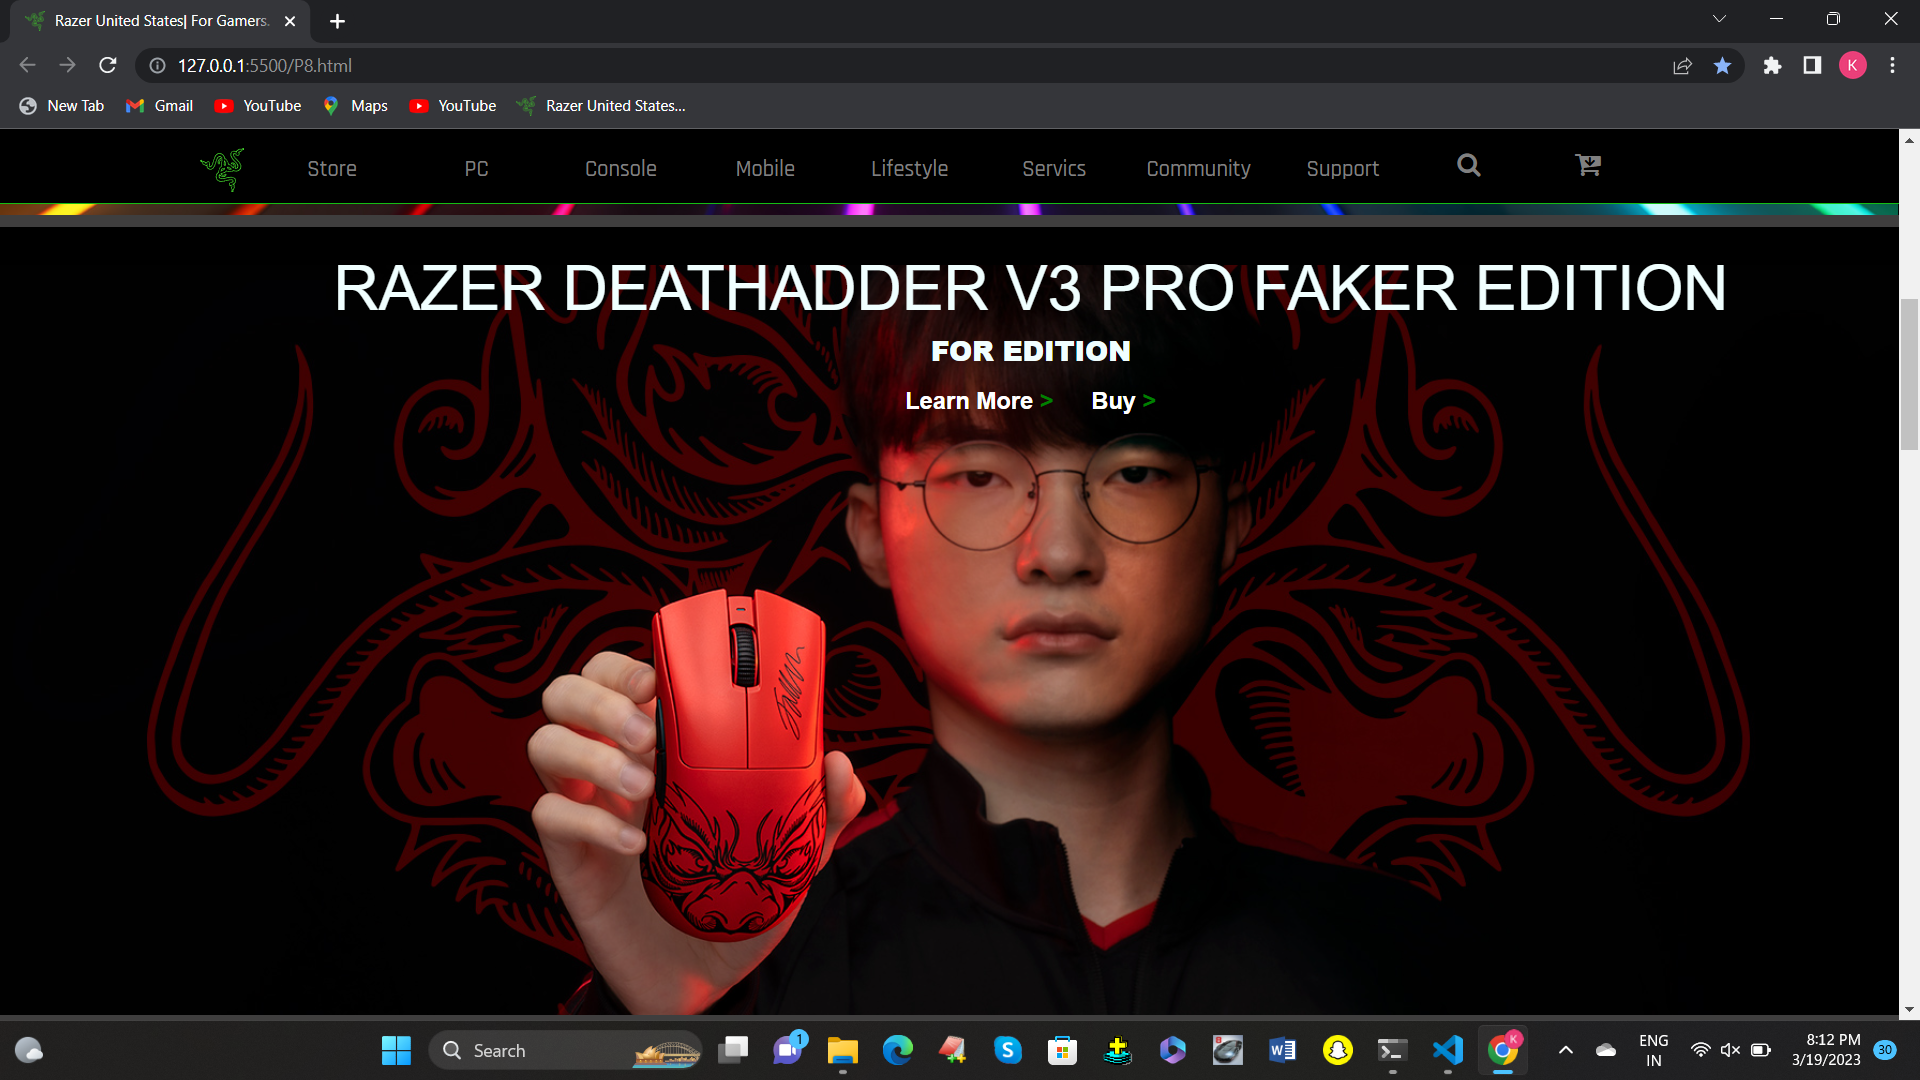 Razer United States| For Gamers.
127.0.0.1:5500/P8.html
K
New Tab
Gmail
YouTube
Maps
YouTube
Razer United States...
Store
PC
Console
Mobile
Lifestyle
Servics
Community
Support
RAZER DEATHADDER V3 PRO FAKER EDITION
FOR EDITION
Learn More > Buy >
Search
1
S
W
K
ENG
IN
8:12 PM
3/19/2023
30